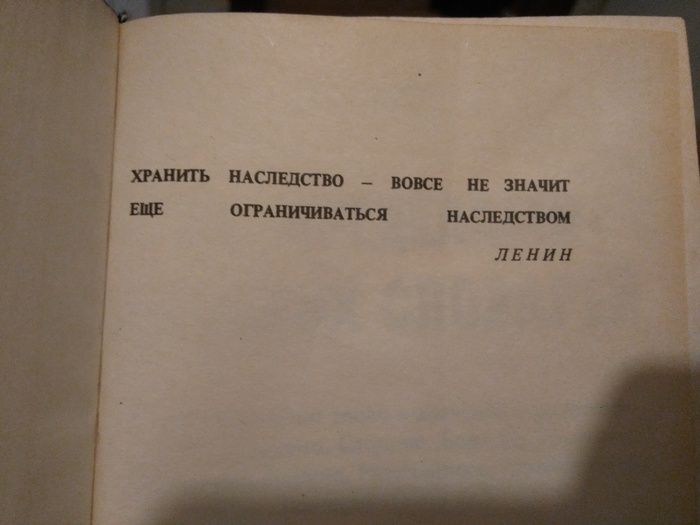 ХРАНИТЬ НАСЛЕДСТВО – ВОВСЕ НЕ ЗНАЧИТ
ЕЩЕ ОГРАНИЧИВАТЬСЯ НАСЛЕДСТВОМ
ЛЕНИН